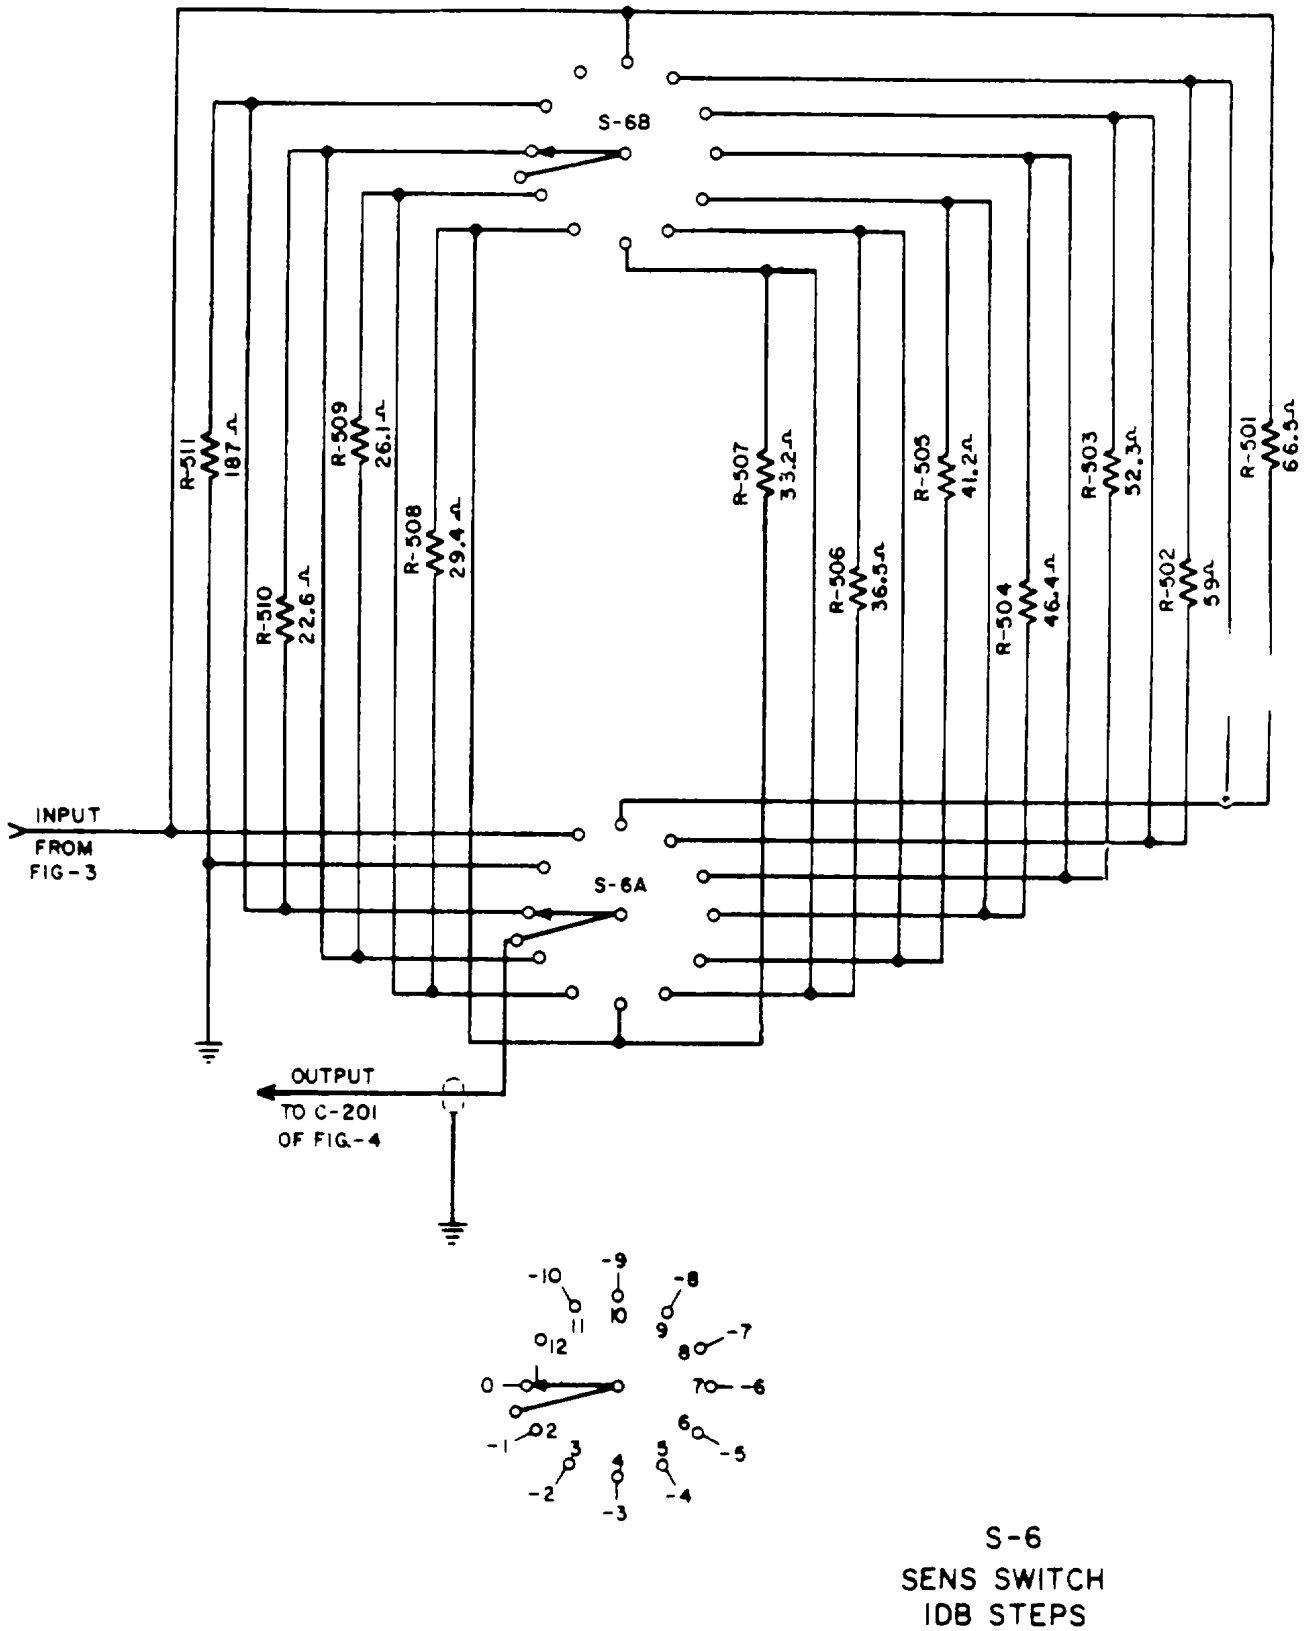 S-6B
R-511
187 Ω
R-510
22.6 Ω
R-509
26.1 Ω
R-508
29.4 Ω
R-507
33.2 Ω
R-506
36.5 Ω
R-505
41.2 Ω
R-504
46.4 Ω
R-503
52.3 Ω
R-502
59 Ω
R-501
66.5 Ω
INPUT
FROM
FIG-3
S-6A
OUTPUT
TO C-201
OF FIG.-4
-9
-10
-8
10
11
9
-7
12
8
0
7
-6
2
6
-1
3
4
5
-5
-2
-4
-3
S-6
SENS SWITCH
1DB STEPS